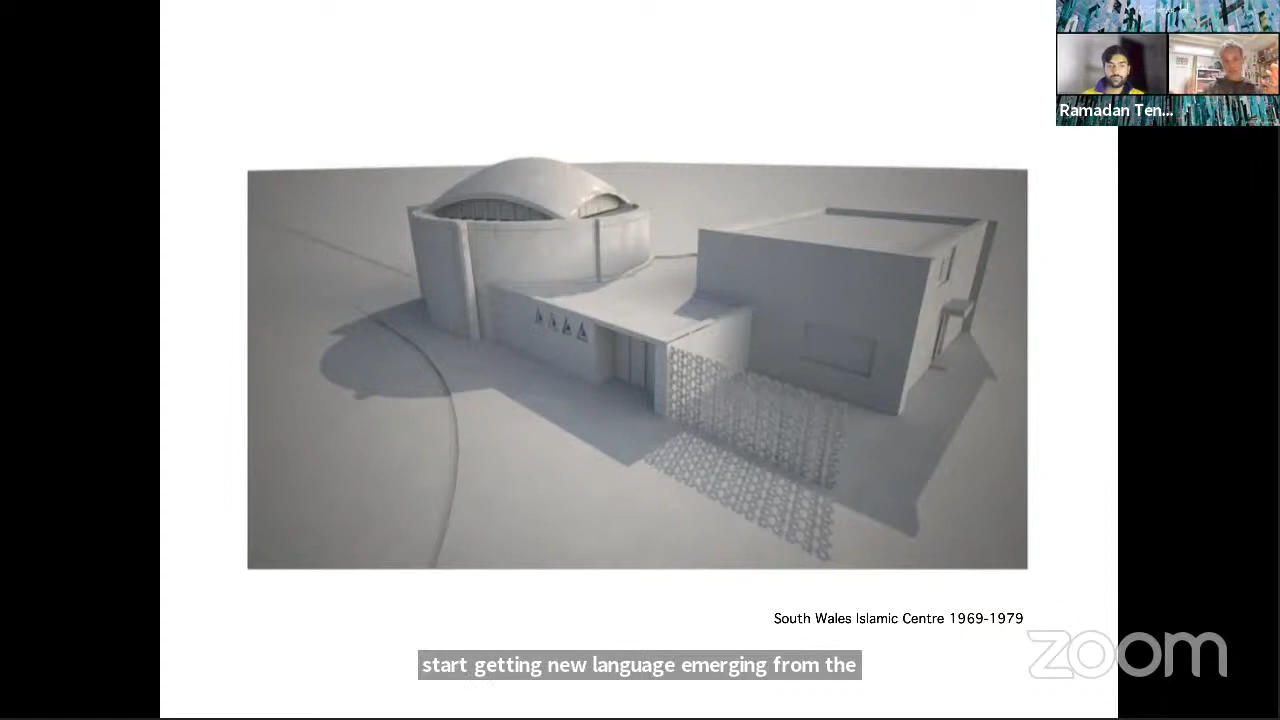 Ramadan Ten...
South Wales Islamic Centre 1969-1979
start getting new language emerging from the
zoom